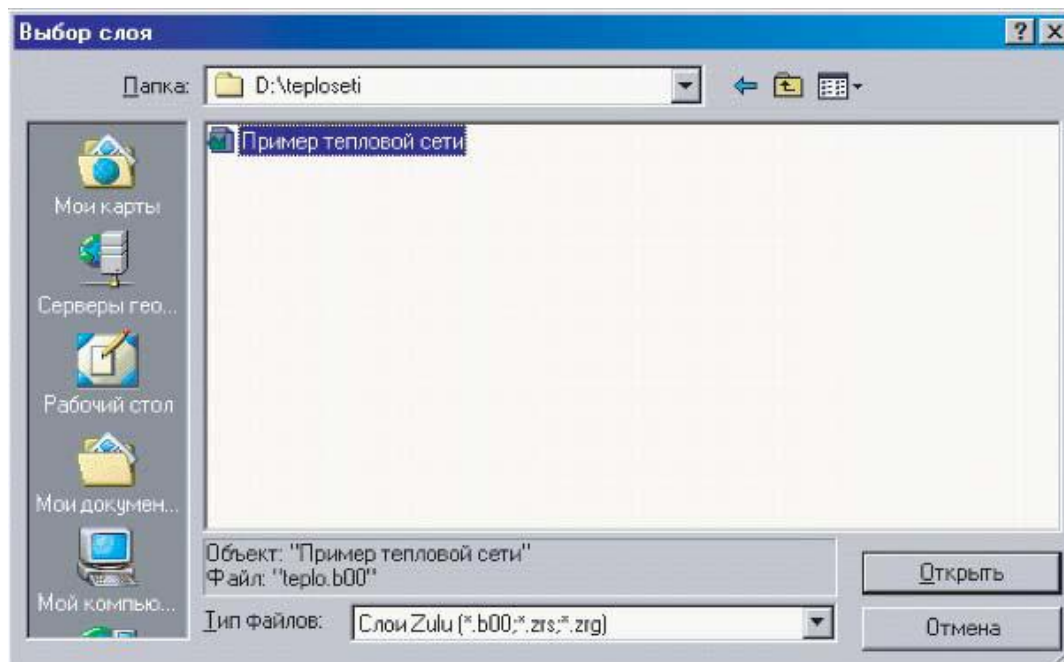 Выбор слоя
Папка: D:\teploseti
Пример тепловой сети
Мои карты
Серверы гео...
Рабочий стол
Мои докумен...
Мой компью...
Объект: "Пример тепловой сети"
Файл: "teplo.b00"
Открыть
Тип файлов: Слои Zulu (*.b00;*.zrs;*.zrg)
Отмена